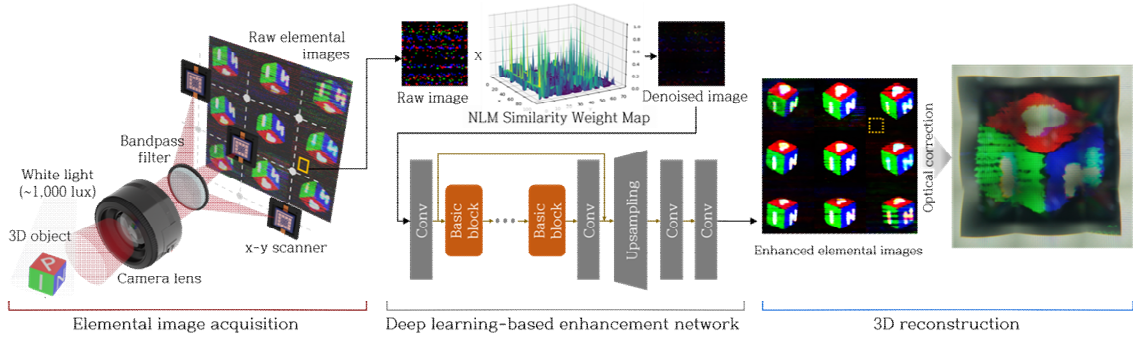 Raw elemental
images
Bandpass
filter
White light
(~1,000 lux)
3D object
Camera lens
x-y scanner
Elemental image acquisition
Raw image
X
NLM Similarity Weight Map
Denoised image
Conv
Basic
block
Basic
block
Conv
Upsampling
Conv
Conv
Deep learning-based enhancement network
Enhanced elemental images
Optical correction
3D reconstruction